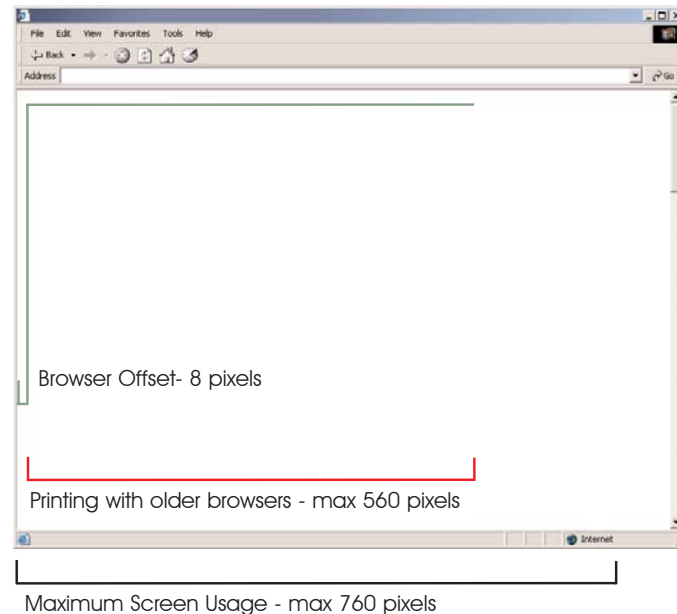 File Edit View Favorites Tools Help
Back
Address Go
Browser Offset- 8 pixels
Printing with older browsers - max 560 pixels
Internet
Maximum Screen Usage - max 760 pixels